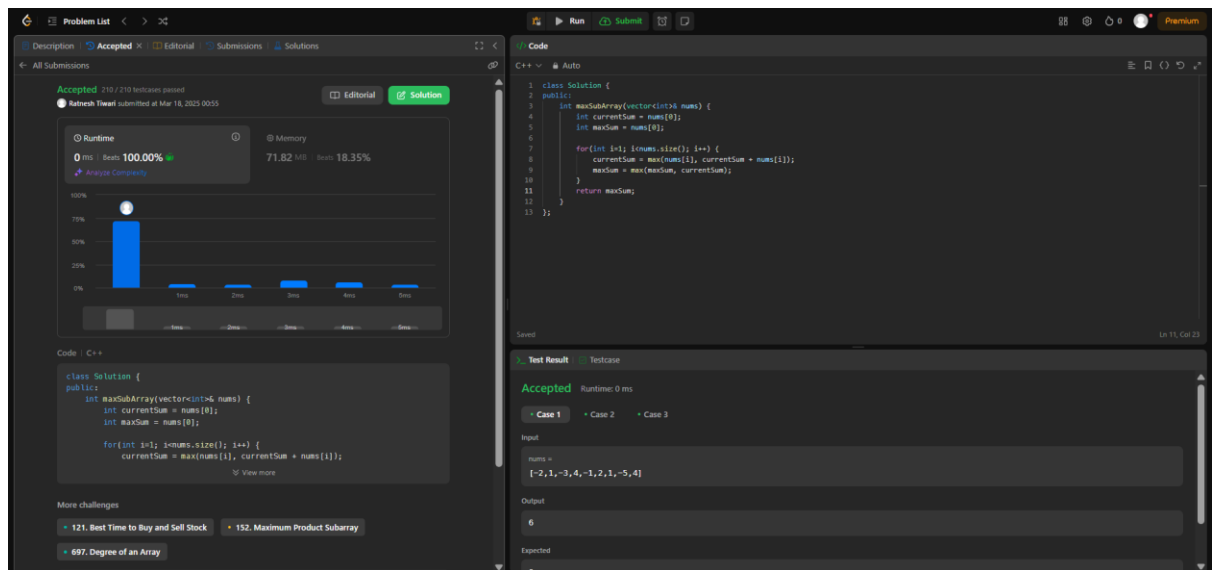 Problem List
Run
Submit
0
Premium
Description
Accepted
Editorial
Submissions
Solutions
All Submissions
Accepted 210 / 210 testcases passed
Ratnesh Tiwari submitted at Mar 18, 2025 00:55
Editorial
Solution
Runtime
0 ms | Beats 100.00%
Analyze Complexity
Memory
71.82 MB | Beats 18.35%
100%
75%
50%
25%
0%
1ms 2ms 3ms 4ms 5ms
1ms 2ms 3ms 4ms 5ms
Code | C++
class Solution {
public:
int maxSubArray(vector<int>& nums) {
int currentSum = nums[0];
int maxSum = nums[0];
for(int i=1; i<nums.size(); i++) {
currentSum = max(nums[i], currentSum + nums[i]);
View more
More challenges
121. Best Time to Buy and Sell Stock
152. Maximum Product Subarray
697. Degree of an Array
</> Code
C++ Auto
1 class Solution {
2 public:
3 int maxSubArray(vector<int>& nums) {
4 int currentSum = nums[0];
5 int maxSum = nums[0];
6
7 for(int i=1; i<nums.size(); i++) {
8 currentSum = max(nums[i], currentSum + nums[i]);
9 maxSum = max(maxSum, currentSum);
10 }
11 return maxSum;
12 }
13 };
Saved
Ln 11, Col 23
>_ Test Result | Testcase
Accepted Runtime: 0 ms
Case 1 Case 2 Case 3
Input
nums =
[-2,1,-3,4,-1,2,1,-5,4]
Output
6
Expected